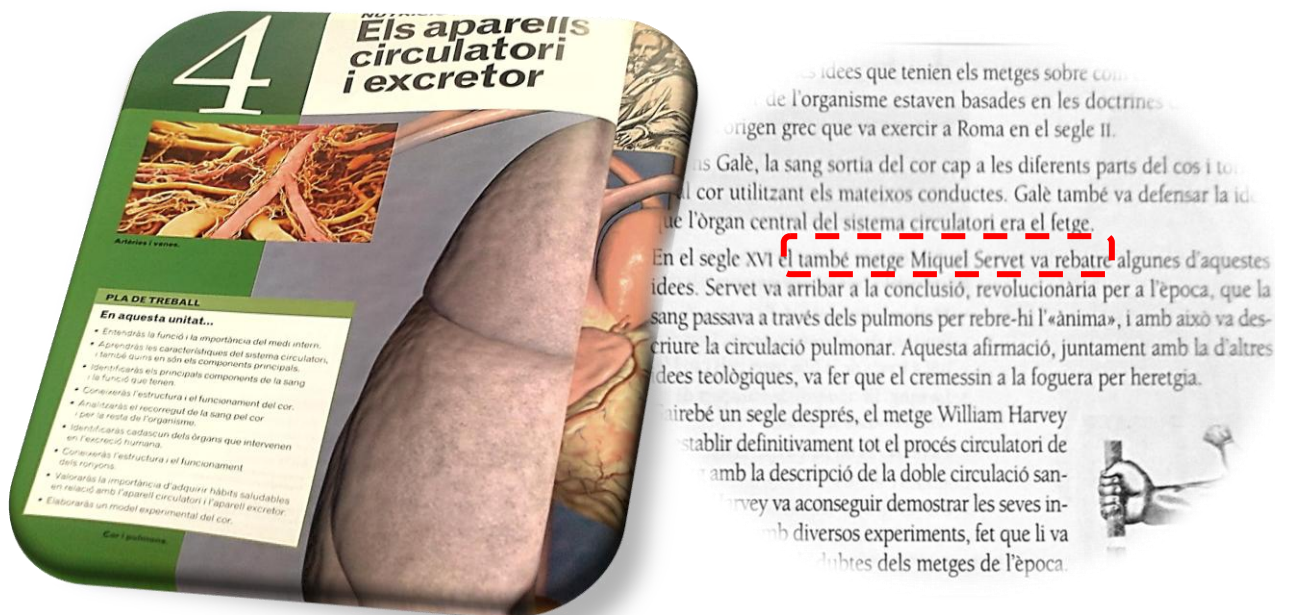 4
Els aparells
circulatori
i excretor
Artèries i venes.
PLA DE TREBALL
En aquesta unitat...
• Entendràs la funció i la importància del medi intern.
• Aprendràs les característiques del sistema circulatori,
i també quins en són els components principals.
• Identificaràs els principals components de la sang
i la funció que tenen.
• Coneixeràs l'estructura i el funcionament del cor.
• Analitzaràs el recorregut de la sang pel cor
i per la resta de l'organisme.
• Identificaràs cadascun dels òrgans que intervenen
en l'excreció humana.
• Coneixeràs l'estructura i el funcionament
dels ronyons.
• Valoraràs la importància d'adquirir hàbits saludables
en relació amb l'aparell circulatori i l'aparell excretor.
• Elaboraràs un model experimental del cor.
Cor i pulmons.
idees que tenien els metges sobre
de l'organisme estaven basades en les doctrines
origen grec que va exercir a Roma en el segle II.
Galè, la sang sortia del cor cap a les diferents parts del cos i
cor utilitzant els mateixos conductes. Galè també va defensar la
l'òrgan central del sistema circulatori era el fetge.
En el segle XVI el també metge Miquel Servet va rebatre algunes d'aquestes
idees. Servet va arribar a la conclusió, revolucionària per a l'època, que la
sang passava a través dels pulmons per rebre-hi l'«ànima», i amb això va des-
criure la circulació pulmonar. Aquesta afirmació, juntament amb la d'altres
idees teològiques, va fer que el cremessin a la foguera per heretgia.
un segle després, el metge William Harvey
establir definitivament tot el procés circulatori de
amb la descripció de la doble circulació san-
va aconseguir demostrar les seves in-
diversos experiments, fet que li va
dubtes dels metges de l'època.